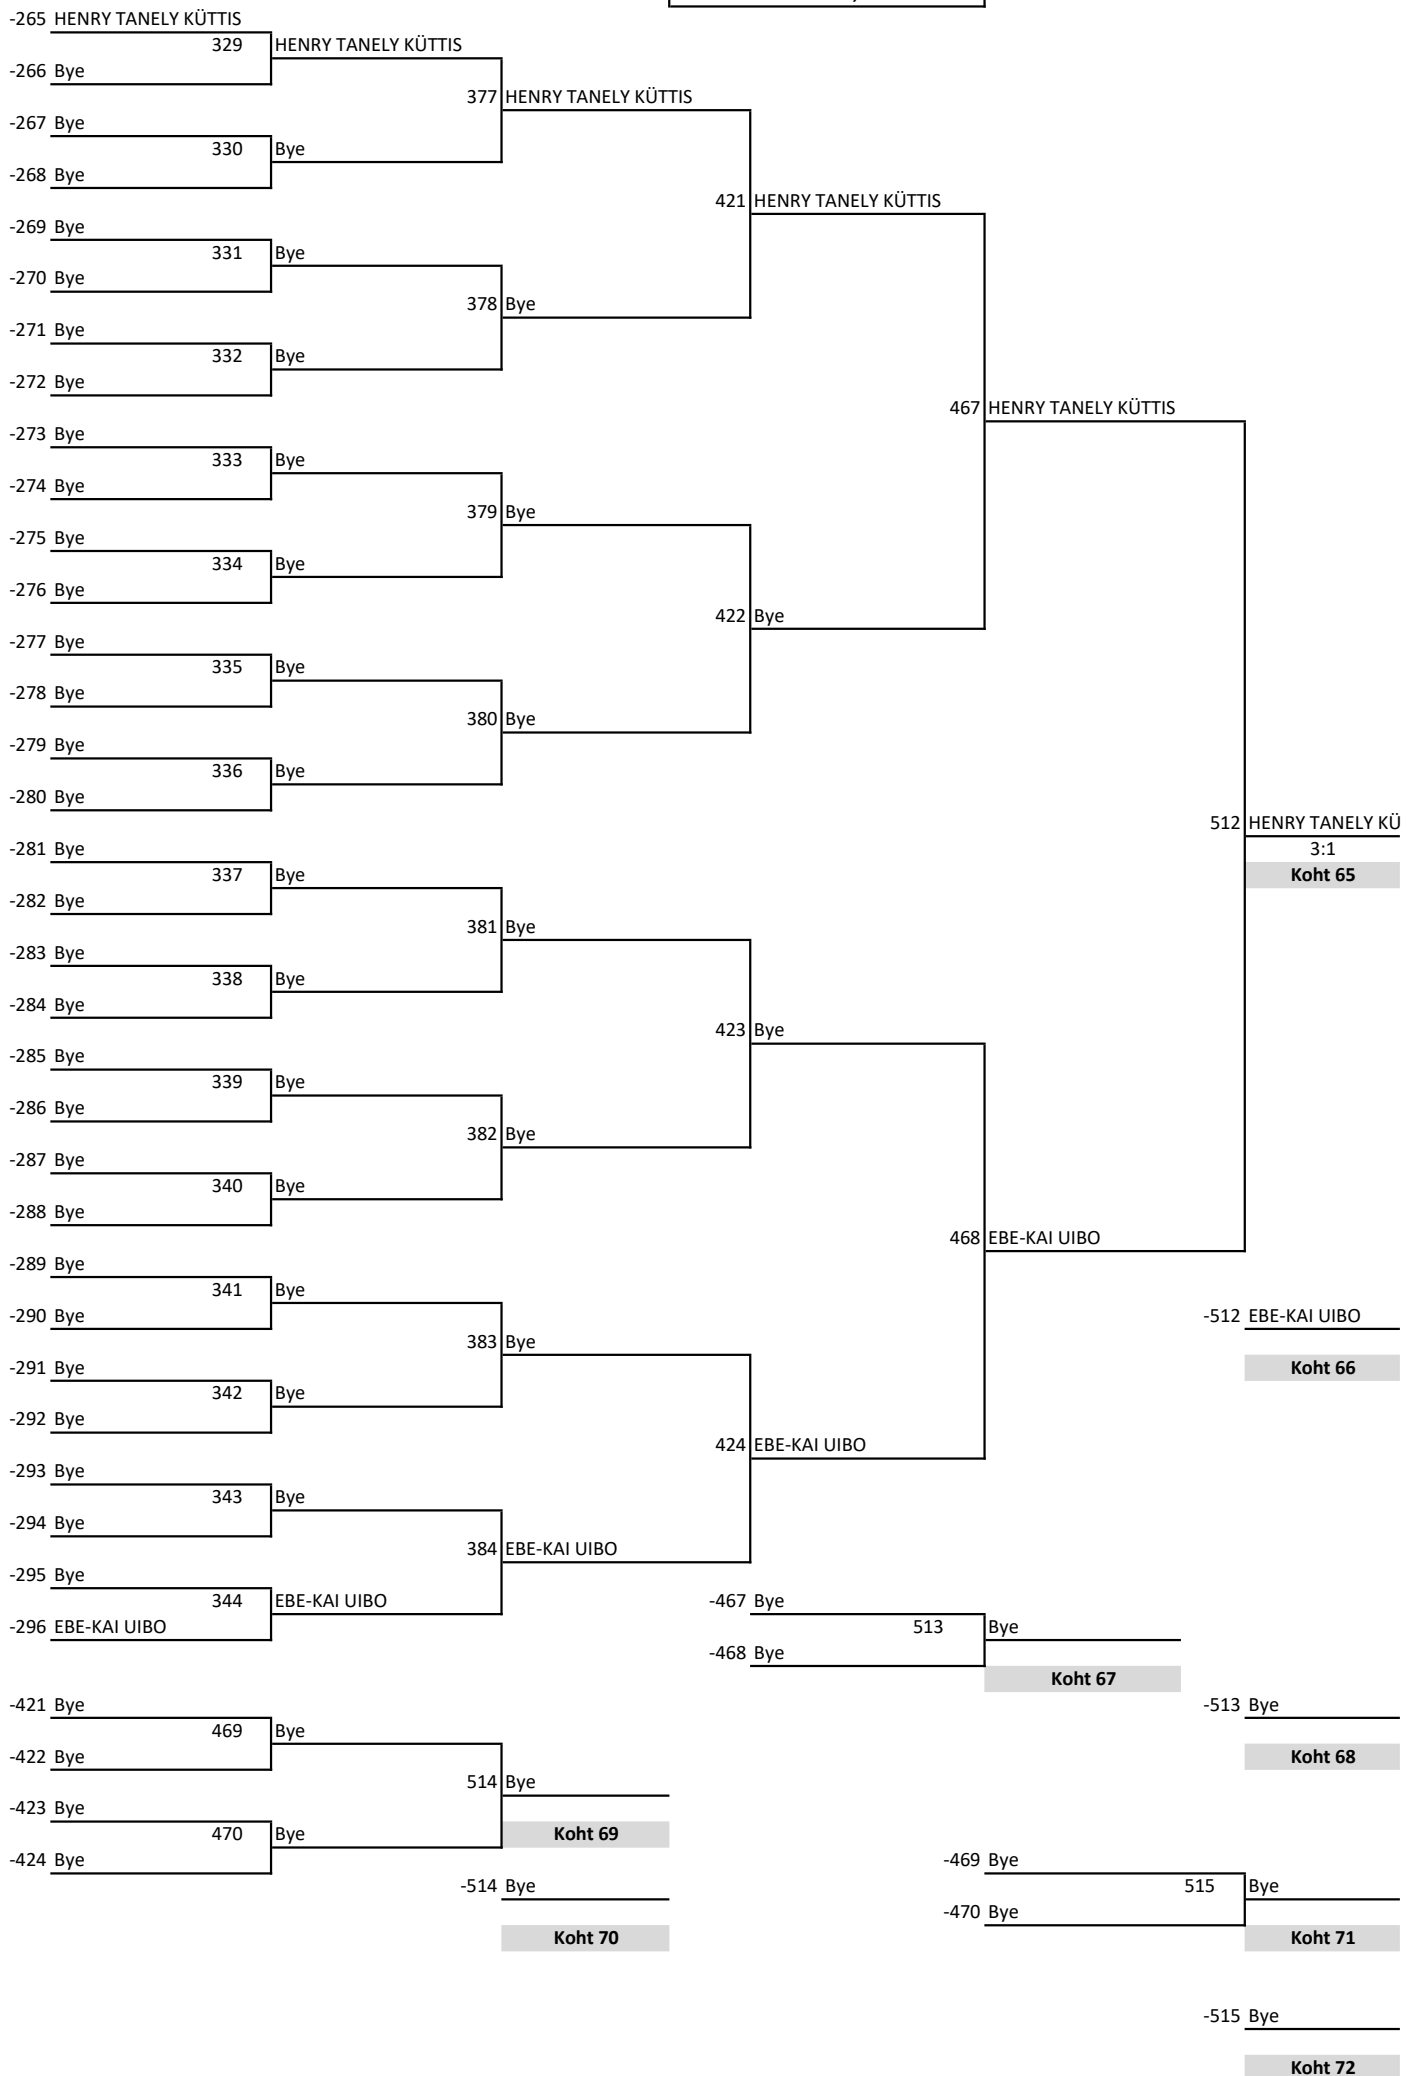 -265 HENRY TANELY KÜTTIS
329 HENRY TANELY KÜTTIS
-266 Bye
377 HENRY TANELY KÜTTIS
-267 Bye
330 Bye
-268 Bye
421 HENRY TANELY KÜTTIS
-269 Bye
331 Bye
-270 Bye
378 Bye
-271 Bye
332 Bye
-272 Bye
467 HENRY TANELY KÜTTIS
-273 Bye
333 Bye
-274 Bye
379 Bye
-275 Bye
334 Bye
-276 Bye
422 Bye
-277 Bye
335 Bye
-278 Bye
380 Bye
-279 Bye
336 Bye
-280 Bye
512 HENRY TANELY KÜ
-281 Bye
3:1
337 Bye
Koht 65
-282 Bye
381 Bye
-283 Bye
338 Bye
-284 Bye
423 Bye
-285 Bye
339 Bye
-286 Bye
382 Bye
-287 Bye
340 Bye
-288 Bye
468 EBE-KAI UIBO
-289 Bye
341 Bye
-290 Bye
-512 EBE-KAI UIBO
383 Bye
-291 Bye
Koht 66
342 Bye
-292 Bye
424 EBE-KAI UIBO
-293 Bye
343 Bye
-294 Bye
384 EBE-KAI UIBO
-295 Bye
344 EBE-KAI UIBO
-467 Bye
-296 EBE-KAI UIBO
513 Bye
-468 Bye
Koht 67
-421 Bye
-513 Bye
469 Bye
-422 Bye
Koht 68
514 Bye
-423 Bye
470 Bye
Koht 69
-424 Bye
-469 Bye
-514 Bye
515 Bye
-470 Bye
Koht 70
Koht 71
-515 Bye
Koht 72